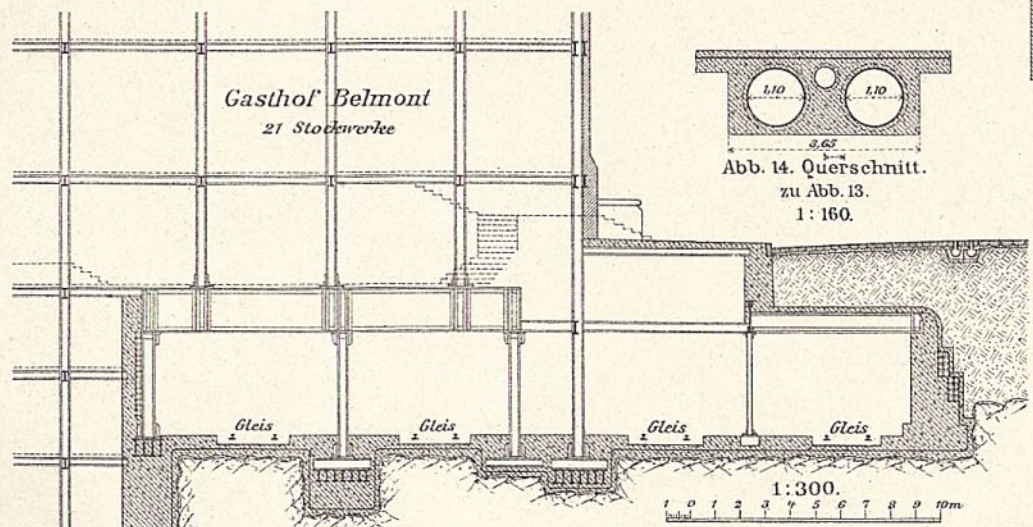 Gasthof Belmont
21 Stockwerke
1,10
1,10
3,65
Abb. 14. Querschnitt.
zu Abb. 13.
1:160.
Gleis
Gleis
Gleis
Gleis
1:300.
1 0 1 2 3 4 5 6 7 8 9 10m